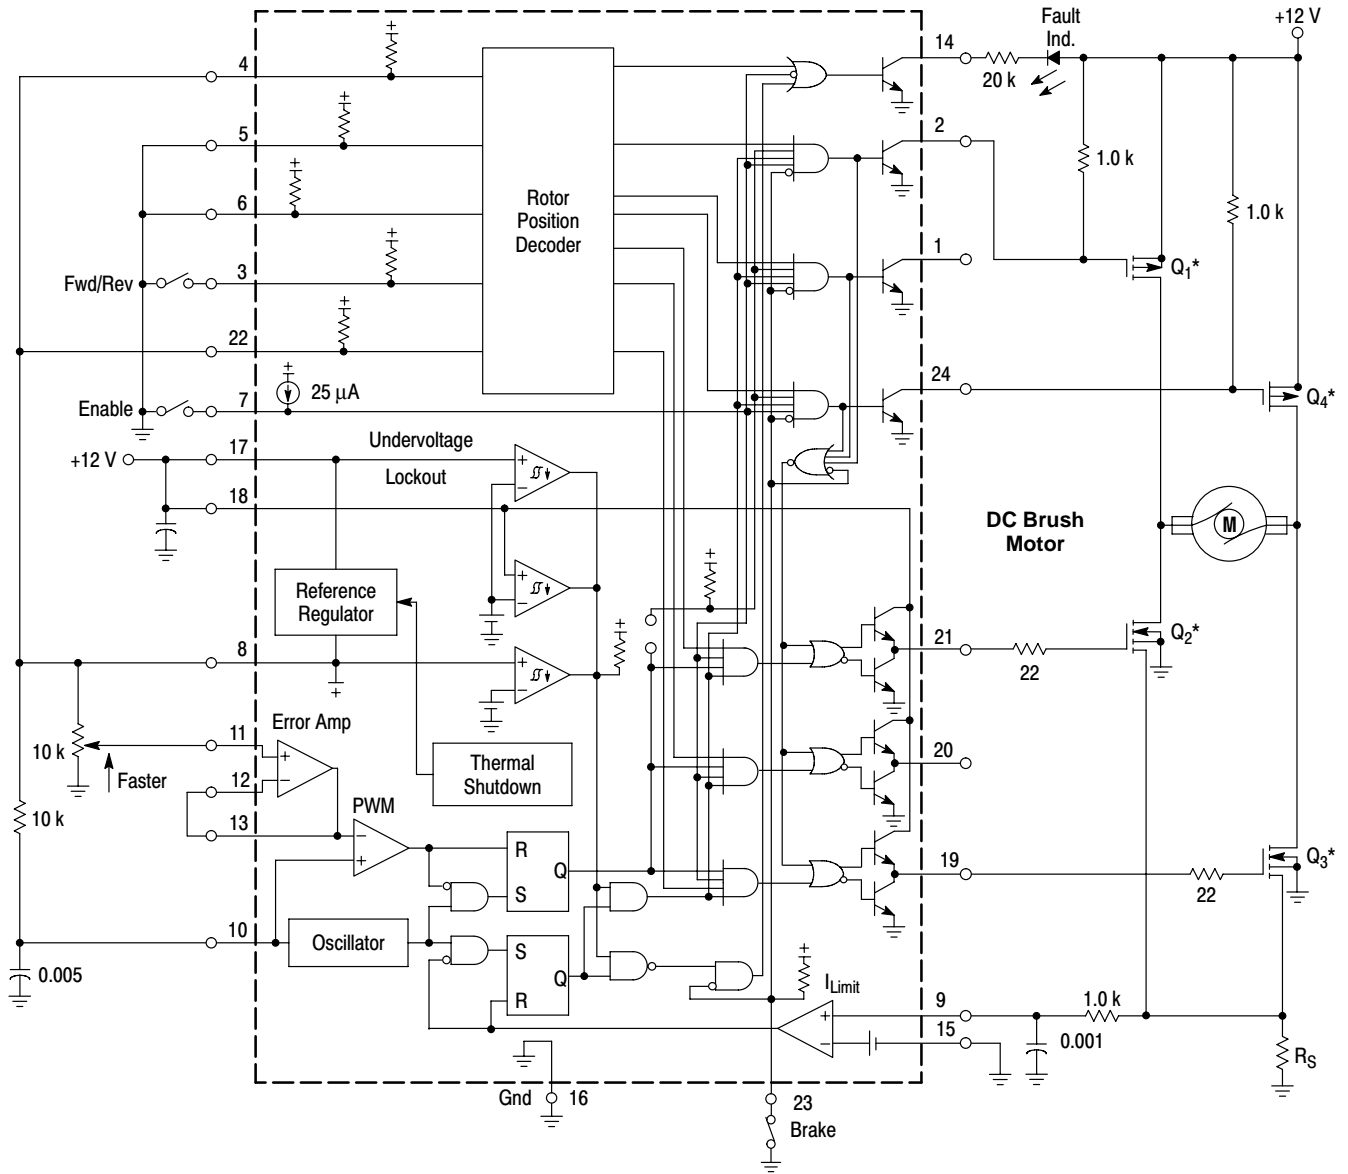 Fault
Ind.
+12 V
4
14
20 k
5
2
1.0 k
6
Rotor
Position
Decoder
1.0 k
Fwd/Rev
3
1
Q1*
22
24
Q4*
Enable
7
25 μA
+12 V
17
Undervoltage
Lockout
18
DC Brush
Motor
M
Reference
Regulator
21
22
Q2*
8
Error Amp
11
10 k
Faster
12
Thermal
Shutdown
20
10 k
13
PWM
R
Q
S
19
22
Q3*
10
Oscillator
S
Q
R
0.005
ILimit
9
1.0 k
15
0.001
RS
Gnd
16
23
Brake